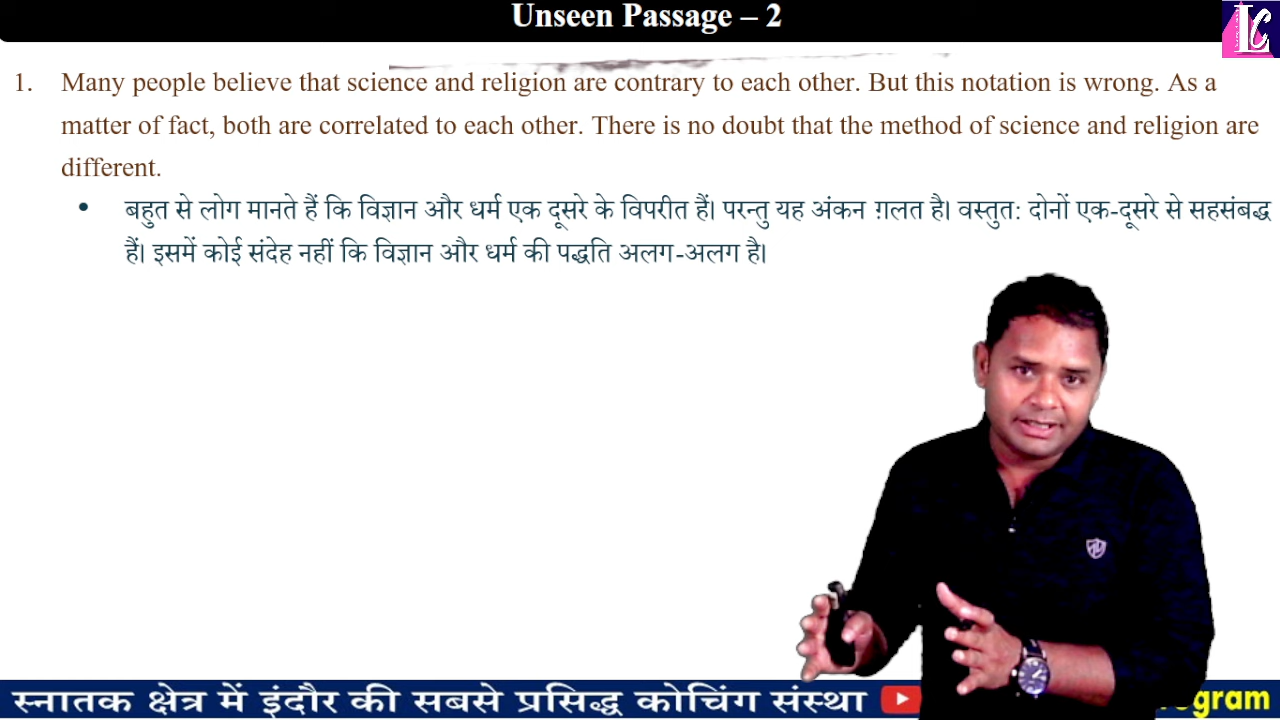 Unseen Passage – 2
LC
1. Many people believe that science and religion are contrary to each other. But this notation is wrong. As a
matter of fact, both are correlated to each other. There is no doubt that the method of science and religion are
different.
• बहुत से लोग मानते हैं कि विज्ञान और धर्म एक दूसरे के विपरीत हैं। परन्तु यह अंकन ग़लत है। वस्तुत: दोनों एक-दूसरे से सहसंबद्ध
हैं। इसमें कोई संदेह नहीं कि विज्ञान और धर्म की पद्धति अलग-अलग है।
स्नातक क्षेत्र में इंदौर की सबसे प्रसिद्ध कोचिंग संस्था